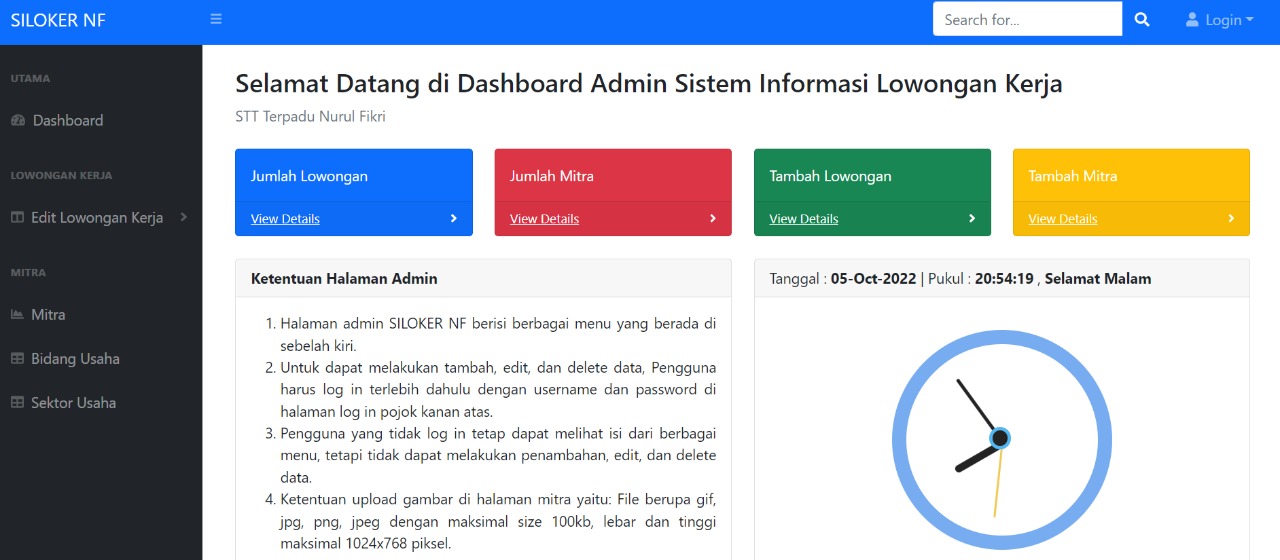 SILOKER NF
Search for...
Login
UTAMA
Dashboard
LOWONGAN KERJA
Edit Lowongan Kerja
MITRA
Mitra
Bidang Usaha
Sektor Usaha
Selamat Datang di Dashboard Admin Sistem Informasi Lowongan Kerja
STT Terpadu Nurul Fikri
Jumlah Lowongan
View Details
Jumlah Mitra
View Details
Tambah Lowongan
View Details
Tambah Mitra
View Details
Ketentuan Halaman Admin
1. Halaman admin SILOKER NF berisi berbagai menu yang berada di
sebelah kiri.
2. Untuk dapat melakukan tambah, edit, dan delete data, Pengguna
harus log in terlebih dahulu dengan username dan password di
halaman log in pojok kanan atas.
3. Pengguna yang tidak log in tetap dapat melihat isi dari berbagai
menu, tetapi tidak dapat melakukan penambahan, edit, dan delete
data.
4. Ketentuan upload gambar di halaman mitra yaitu: File berupa gif,
jpg, png, jpeg dengan maksimal size 100kb, lebar dan tinggi
maksimal 1024x768 piksel.
Tanggal : 05-Oct-2022 | Pukul : 20:54:19 , Selamat Malam